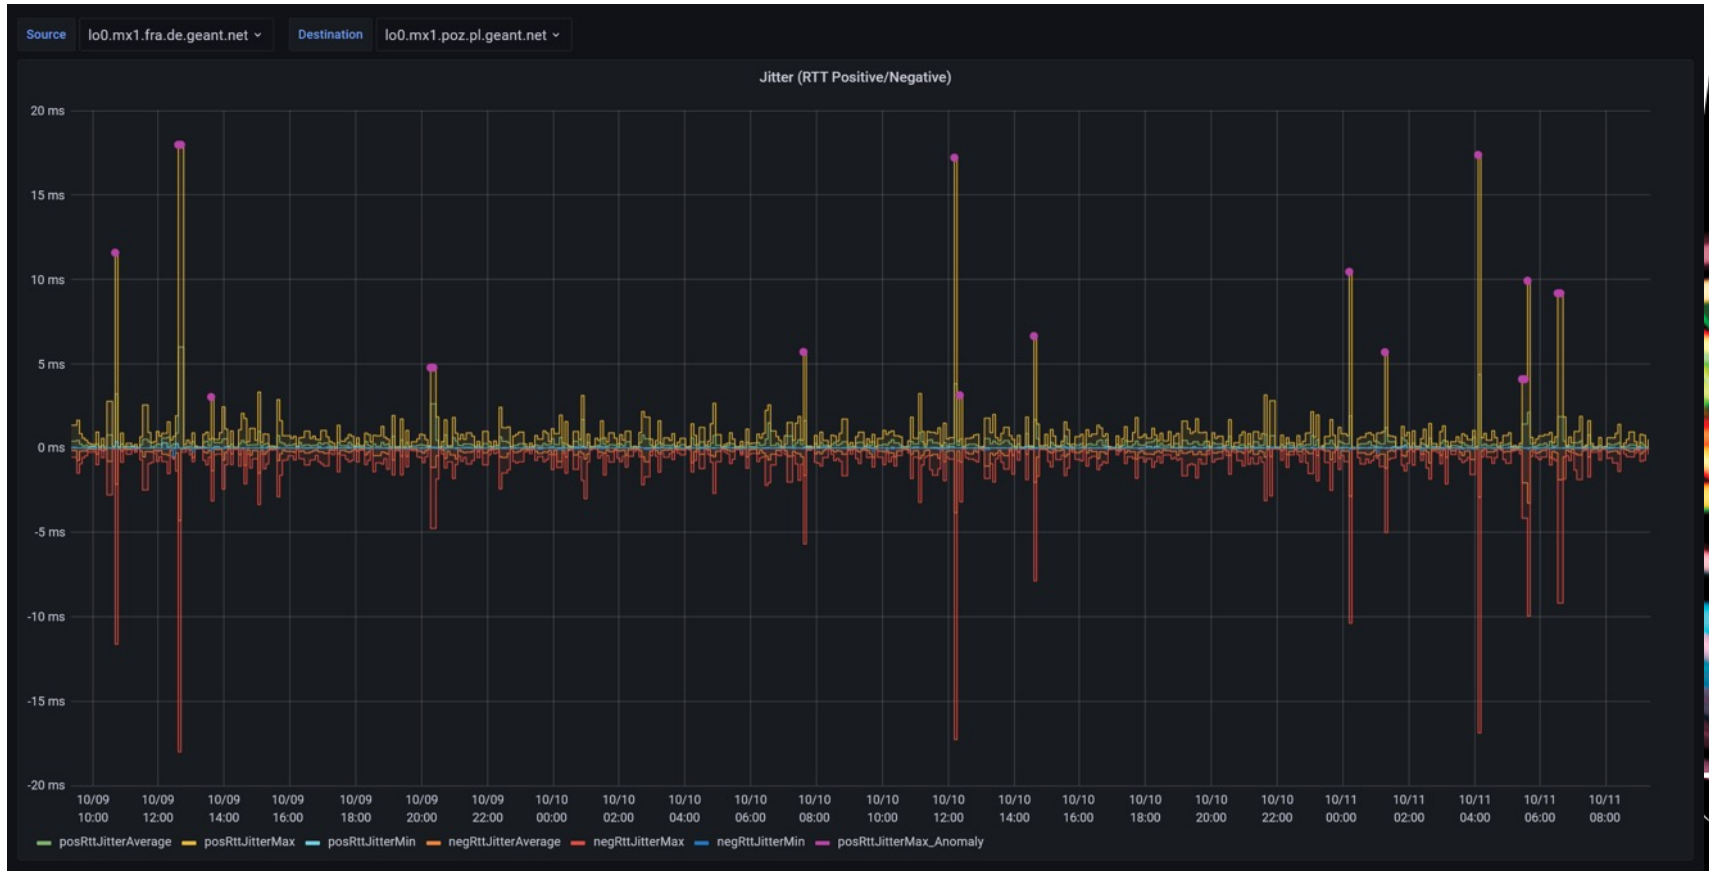 Source lo0.mx1.fra.de.geant.net Destination lo0.mx1.poz.pl.geant.net
Jitter (RTT Positive/Negative)
20 ms
15 ms
10 ms
5 ms
0 ms
-5 ms
-10 ms
-15 ms
-20 ms
10/09 10/09 10/09 10/09 10/09 10/09 10/09 10/10 10/10 10/10 10/10 10/10 10/10 10/10 10/10 10/10 10/10 10/10 10/10 10/11 10/11 10/11 10/11 10/11
10:00 12:00 14:00 16:00 18:00 20:00 22:00 00:00 02:00 04:00 06:00 08:00 10:00 12:00 14:00 16:00 18:00 20:00 22:00 00:00 02:00 04:00 06:00 08:00
posRttJitterAverage posRttJitterMax posRttJitterMin negRttJitterAverage negRttJitterMax negRttJitterMin posRttJitterMax_Anomaly